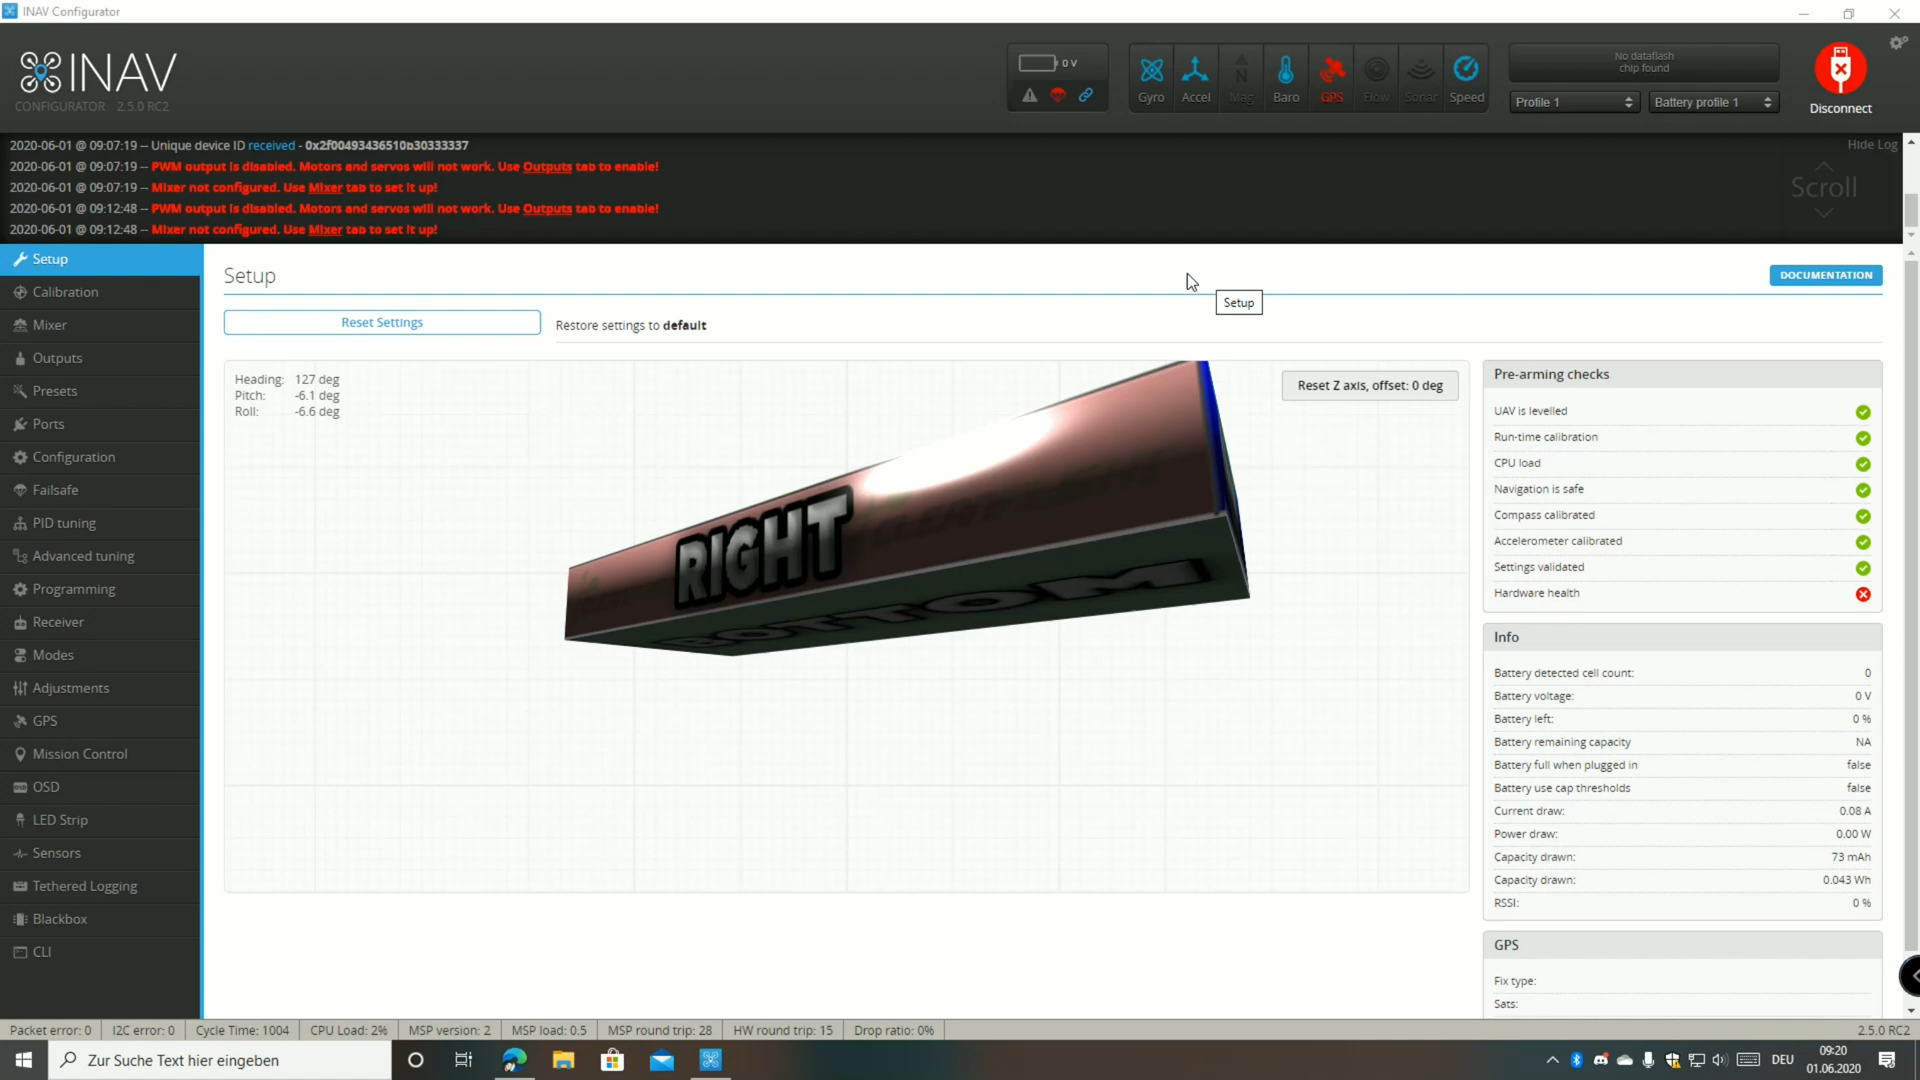 INAV Configurator
INAV
CONFIGURATOR 2.5.0 RC2
0 V
Gyro
Accel
Mag
Baro
GPS
Flow
Sonar
Speed
No dataflash
chip found
Profile 1
Battery profile 1
Disconnect
2020-06-01 @ 09:07:19 -- Unique device ID received - 0x2f00493436510b30333337
2020-06-01 @ 09:07:19 -- PWM output is disabled. Motors and servos will not work. Use Outputs tab to enable!
2020-06-01 @ 09:07:19 -- Mixer not configured. Use Mixer tab to set it up!
2020-06-01 @ 09:12:48 -- PWM output is disabled. Motors and servos will not work. Use Outputs tab to enable!
2020-06-01 @ 09:12:48 -- Mixer not configured. Use Mixer tab to set it up!
Hide Log
Scroll
Setup
Calibration
Mixer
Outputs
Presets
Ports
Configuration
Failsafe
PID tuning
Advanced tuning
Programming
Receiver
Modes
Adjustments
GPS
Mission Control
OSD
LED Strip
Sensors
Tethered Logging
Blackbox
CLI
Setup
Setup
DOCUMENTATION
Reset Settings
Restore settings to default
Heading: 127 deg
Pitch: -6.1 deg
Roll: -6.6 deg
Reset Z axis, offset: 0 deg
RIGHT
BOTTOM
Pre-arming checks
UAV is levelled
Run-time calibration
CPU load
Navigation is safe
Compass calibrated
Accelerometer calibrated
Settings validated
Hardware health
Info
Battery detected cell count: 0
Battery voltage: 0 V
Battery left: 0 %
Battery remaining capacity NA
Battery full when plugged in false
Battery use cap thresholds false
Current draw: 0.08 A
Power draw: 0.00 W
Capacity drawn: 73 mAh
Capacity drawn: 0.043 Wh
RSSI: 0 %
GPS
Fix type:
Sats:
Packet error: 0
I2C error: 0
Cycle Time: 1004
CPU Load: 2%
MSP version: 2
MSP load: 0.5
MSP round trip: 28
HW round trip: 15
Drop ratio: 0%
2.5.0 RC2
Zur Suche Text hier eingeben
DEU
09:20
01.06.2020